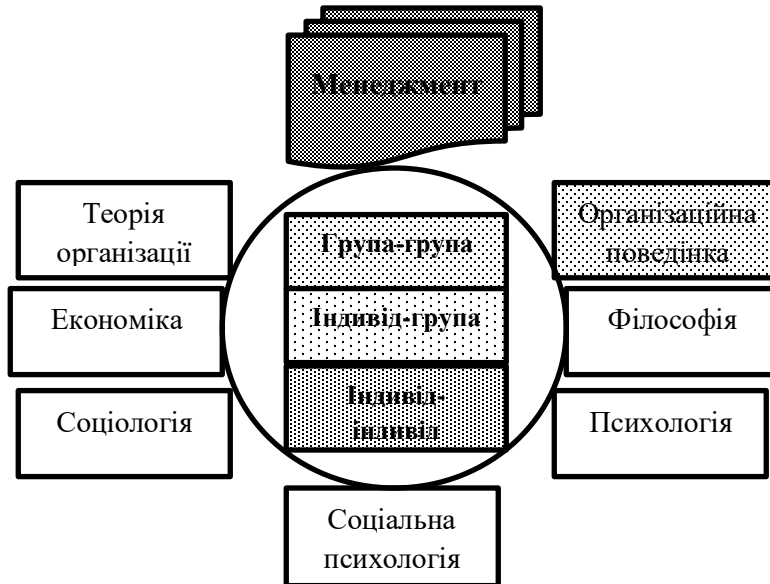 Менеджмент
Теорія
організації
Організаційна
поведінка
Група-група
Економіка
Індивід-група
Філософія
Соціологія
Індивід-
індивід
Психологія
Соціальна
психологія